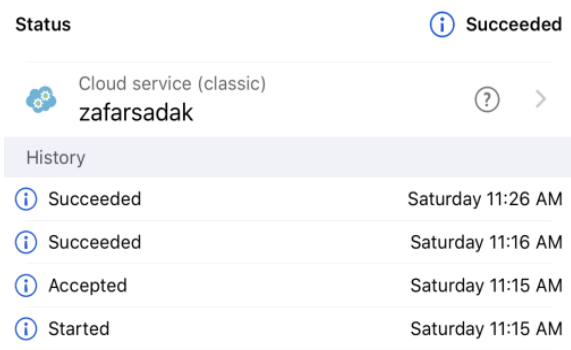 Status Succeeded
Cloud service (classic)
zafarsadak
History
Succeeded Saturday 11:26 AM
Succeeded Saturday 11:16 AM
Accepted Saturday 11:15 AM
Started Saturday 11:15 AM